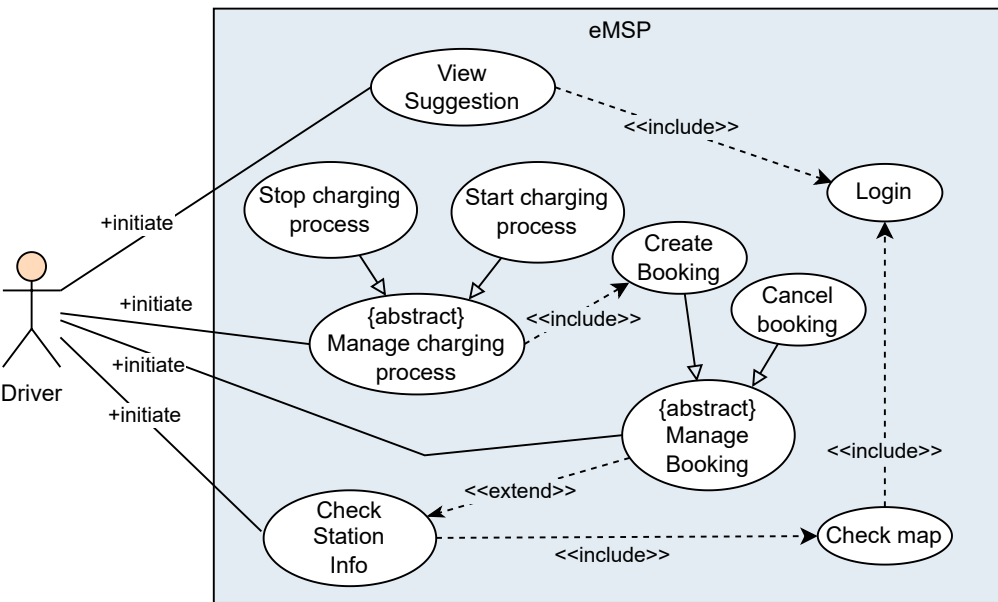 eMSP
View
Suggestion
<<include>>
Login
Stop charging
process
Start charging
process
+initiate
Create
Booking
Cancel
booking
+initiate
{abstract}
Manage charging
process
<<include>>
+initiate
Driver
+initiate
{abstract}
Manage
Booking
<<include>>
<<extend>>
Check
Station
Info
<<include>>
Check map